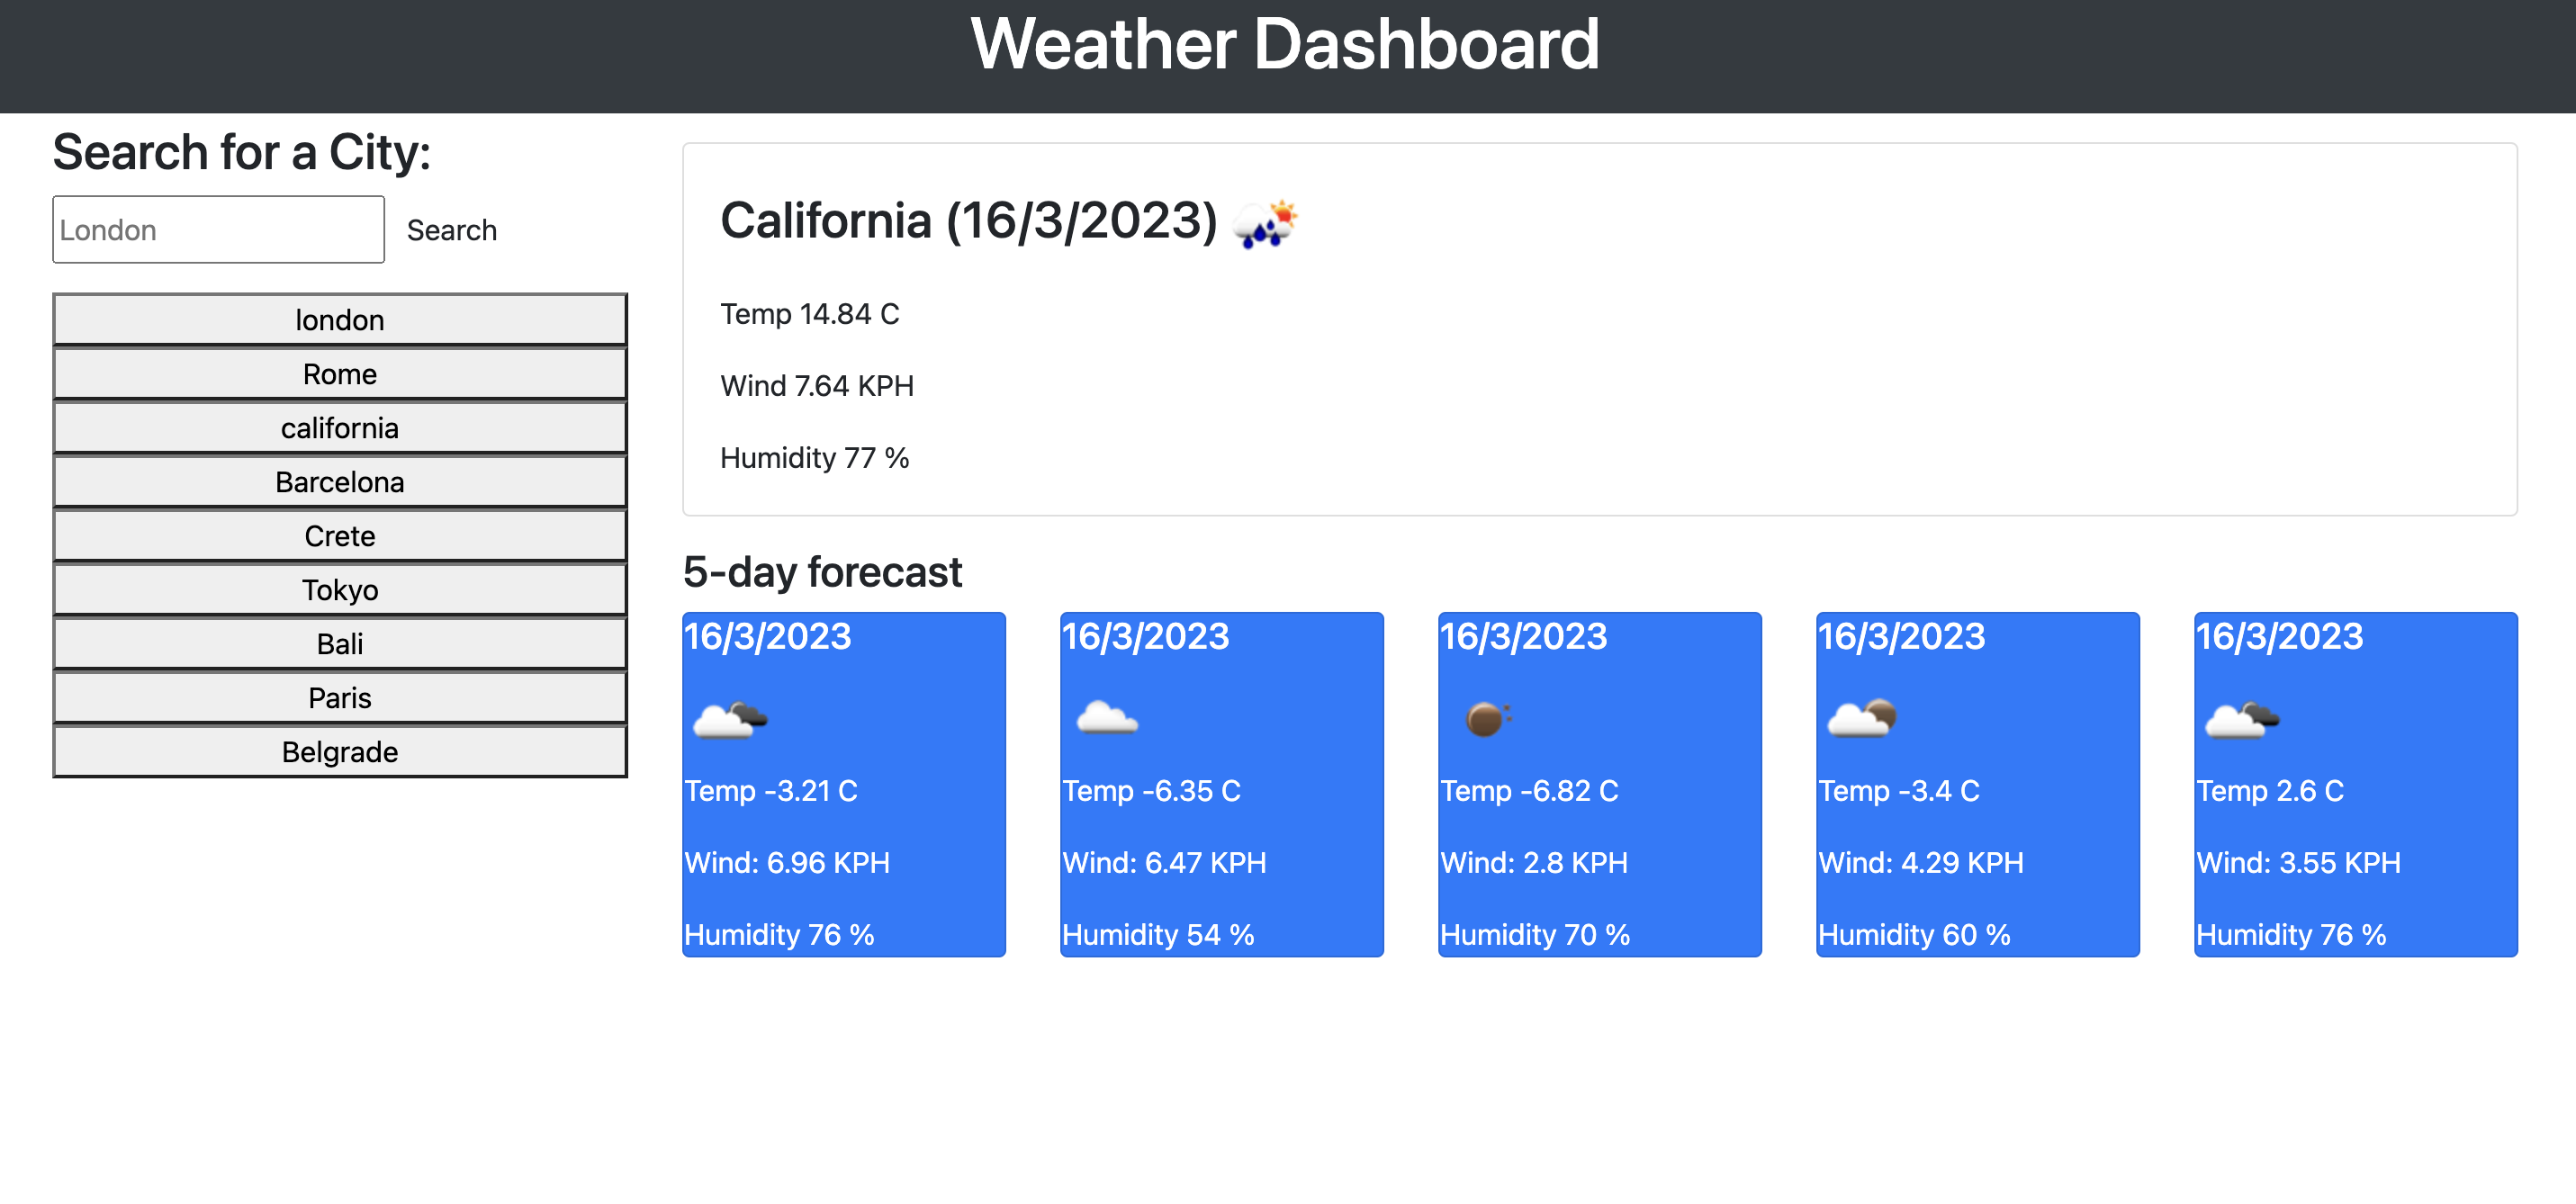 Weather Dashboard
Search for a City:
London
Search
london
Rome
california
Barcelona
Crete
Tokyo
Bali
Paris
Belgrade
California (16/3/2023)
Temp 14.84 C
Wind 7.64 KPH
Humidity 77 %
5-day forecast
16/3/2023
Temp -3.21 C
Wind: 6.96 KPH
Humidity 76 %
16/3/2023
Temp -6.35 C
Wind: 6.47 KPH
Humidity 54 %
16/3/2023
Temp -6.82 C
Wind: 2.8 KPH
Humidity 70 %
16/3/2023
Temp -3.4 C
Wind: 4.29 KPH
Humidity 60 %
16/3/2023
Temp 2.6 C
Wind: 3.55 KPH
Humidity 76 %